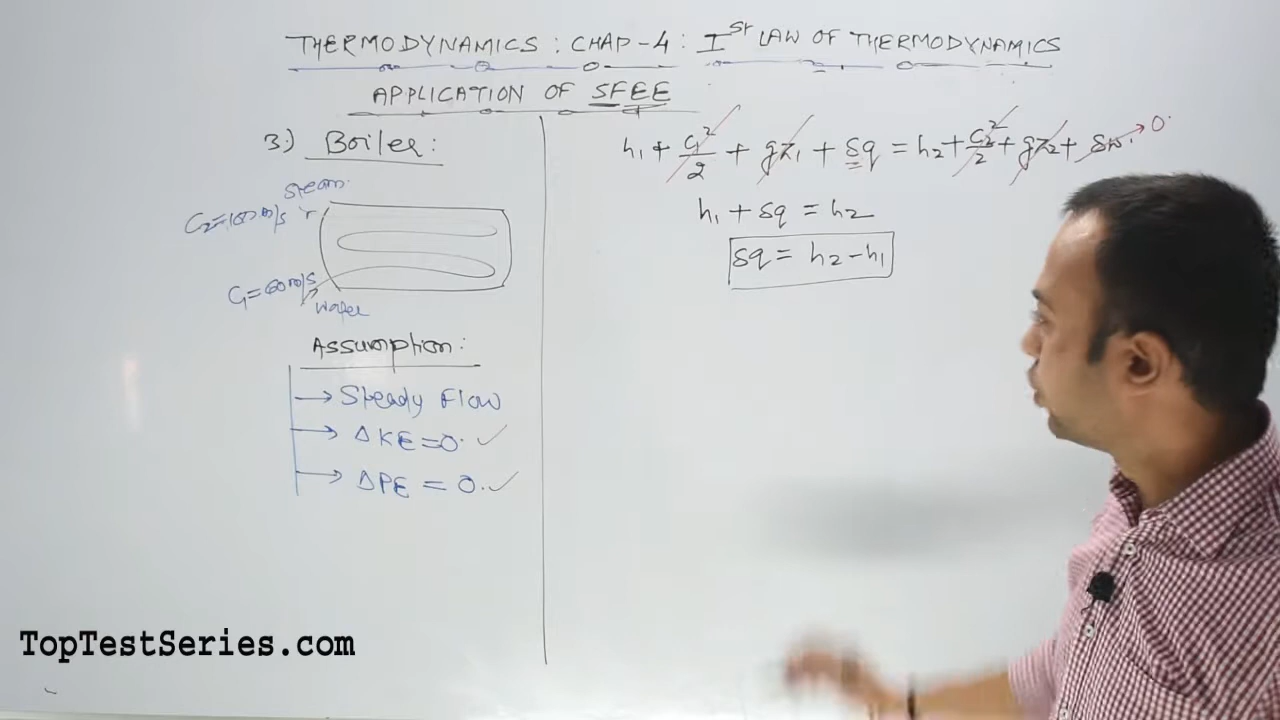 THERMODYNAMICS : CHAP-4 : Ist LAW OF THERMODYNAMICS
APPLICATION OF SFEE
3.) Boiler:
steam.
C₂=100m/s
C₁=60m/s
water
Assumption:
→ Steady Flow
→ ΔKE=0. ✓
→ ΔPE = 0. ✓
h₁ + C₁²/2 + gz₁ + δq = h₂ + C₂²/2 + gz₂ + δw. → 0.
h₁ + δq = h₂
δq = h₂ - h₁
TopTestSeries.com